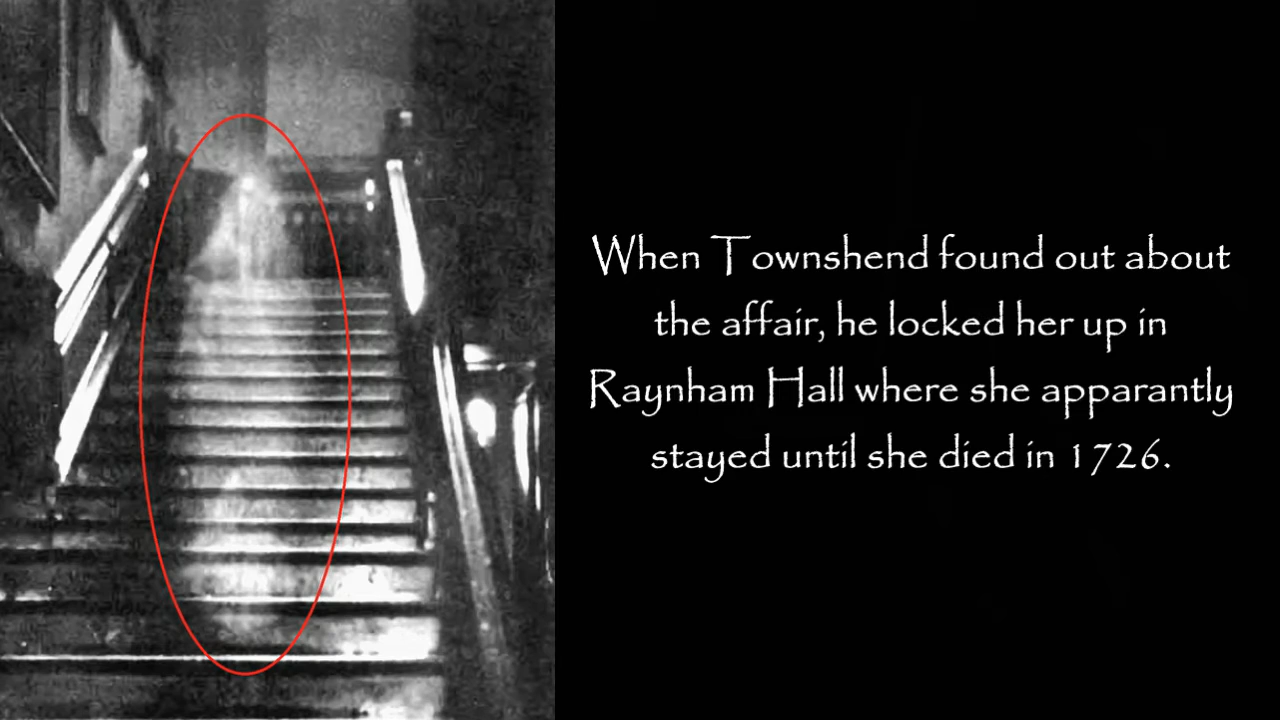 When Townshend found out about
the affair, he locked her up in
Raynham Hall where she apparantly
stayed until she died in 1726.